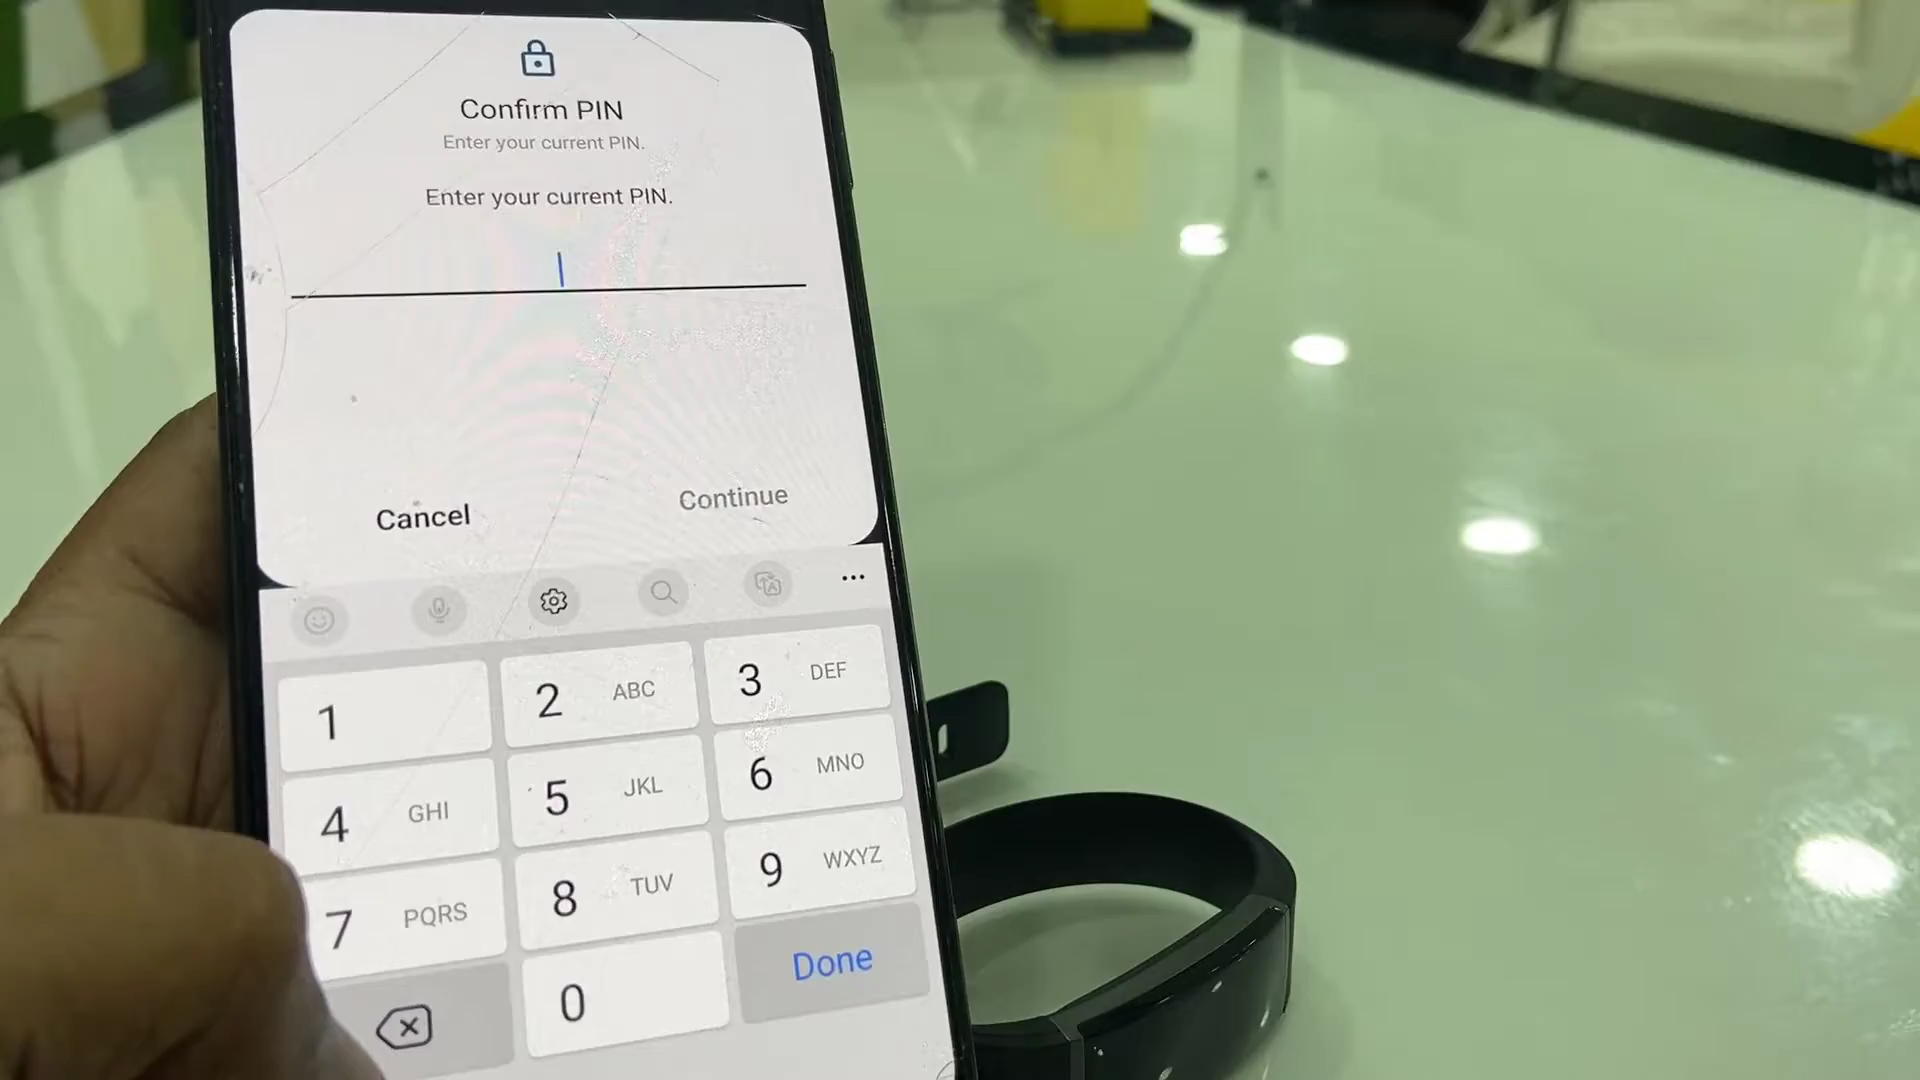 Confirm PIN
Enter your current PIN.
Enter your current PIN.
Cancel Continue
1 2 ABC 3 DEF
4 GHI 5 JKL 6 MNO
7 PQRS 8 TUV 9 WXYZ
0 Done